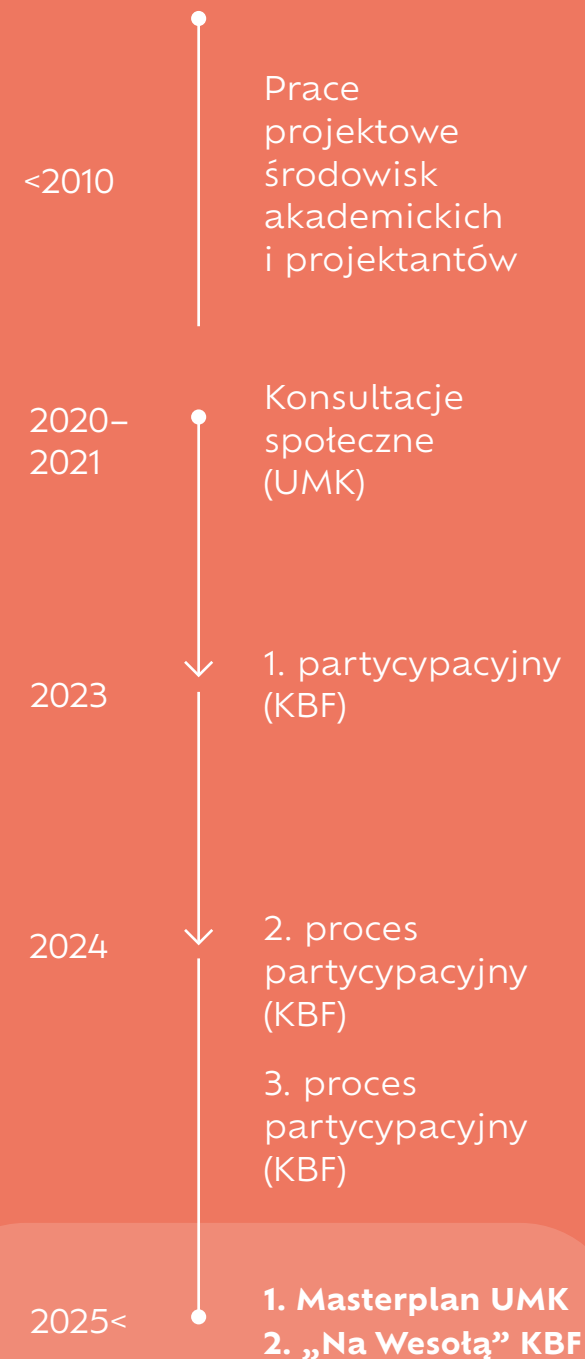 <2010
Prace
projektowe
środowisk
akademickich
i projektantów
2020–
2021
Konsultacje
społeczne
(UMK)
2023
1. partycypacyjny
(KBF)
2024
2. proces
partycypacyjny
(KBF)
3. proces
partycypacyjny
(KBF)
2025<
1. Masterplan UMK
2. „Na Wesołą” KBF